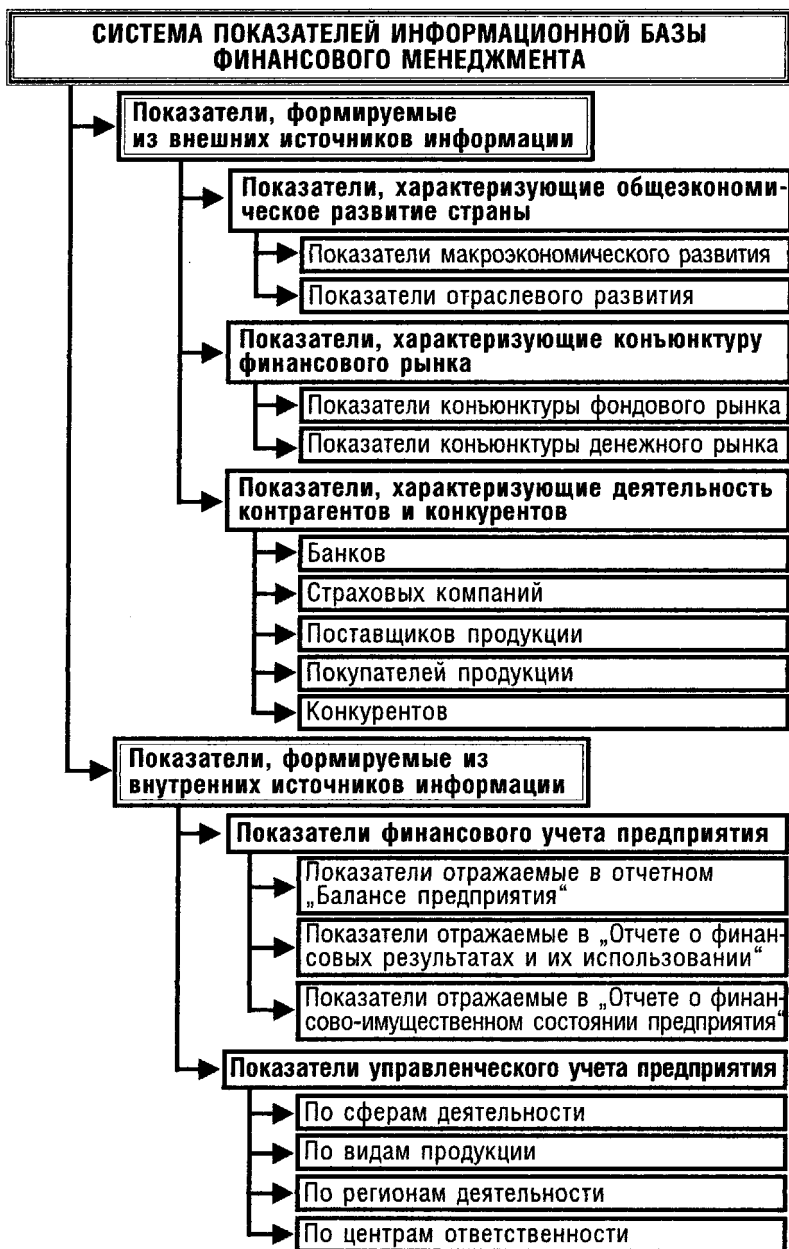 СИСТЕМА ПОКАЗАТЕЛЕЙ ИНФОРМАЦИОННОЙ БАЗЫ
ФИНАНСОВОГО МЕНЕДЖМЕНТА
Показатели, формируемые
из внешних источников информации
Показатели, характеризующие общеэкономи-
ческое развитие страны
Показатели макроэкономического развития
Показатели отраслевого развития
Показатели, характеризующие конъюнктуру
финансового рынка
Показатели конъюнктуры фондового рынка
Показатели конъюнктуры денежного рынка
Показатели, характеризующие деятельность
контрагентов и конкурентов
Банков
Страховых компаний
Поставщиков продукции
Покупателей продукции
Конкурентов
Показатели, формируемые из
внутренних источников информации
Показатели финансового учета предприятия
Показатели отражаемые в отчетном
„Балансе предприятия“
Показатели отражаемые в „Отчете о финан-
совых результатах и их использовании“
Показатели отражаемые в „Отчете о финан-
сово-имущественном состоянии предприятия“
Показатели управленческого учета предприятия
По сферам деятельности
По видам продукции
По регионам деятельности
По центрам ответственности